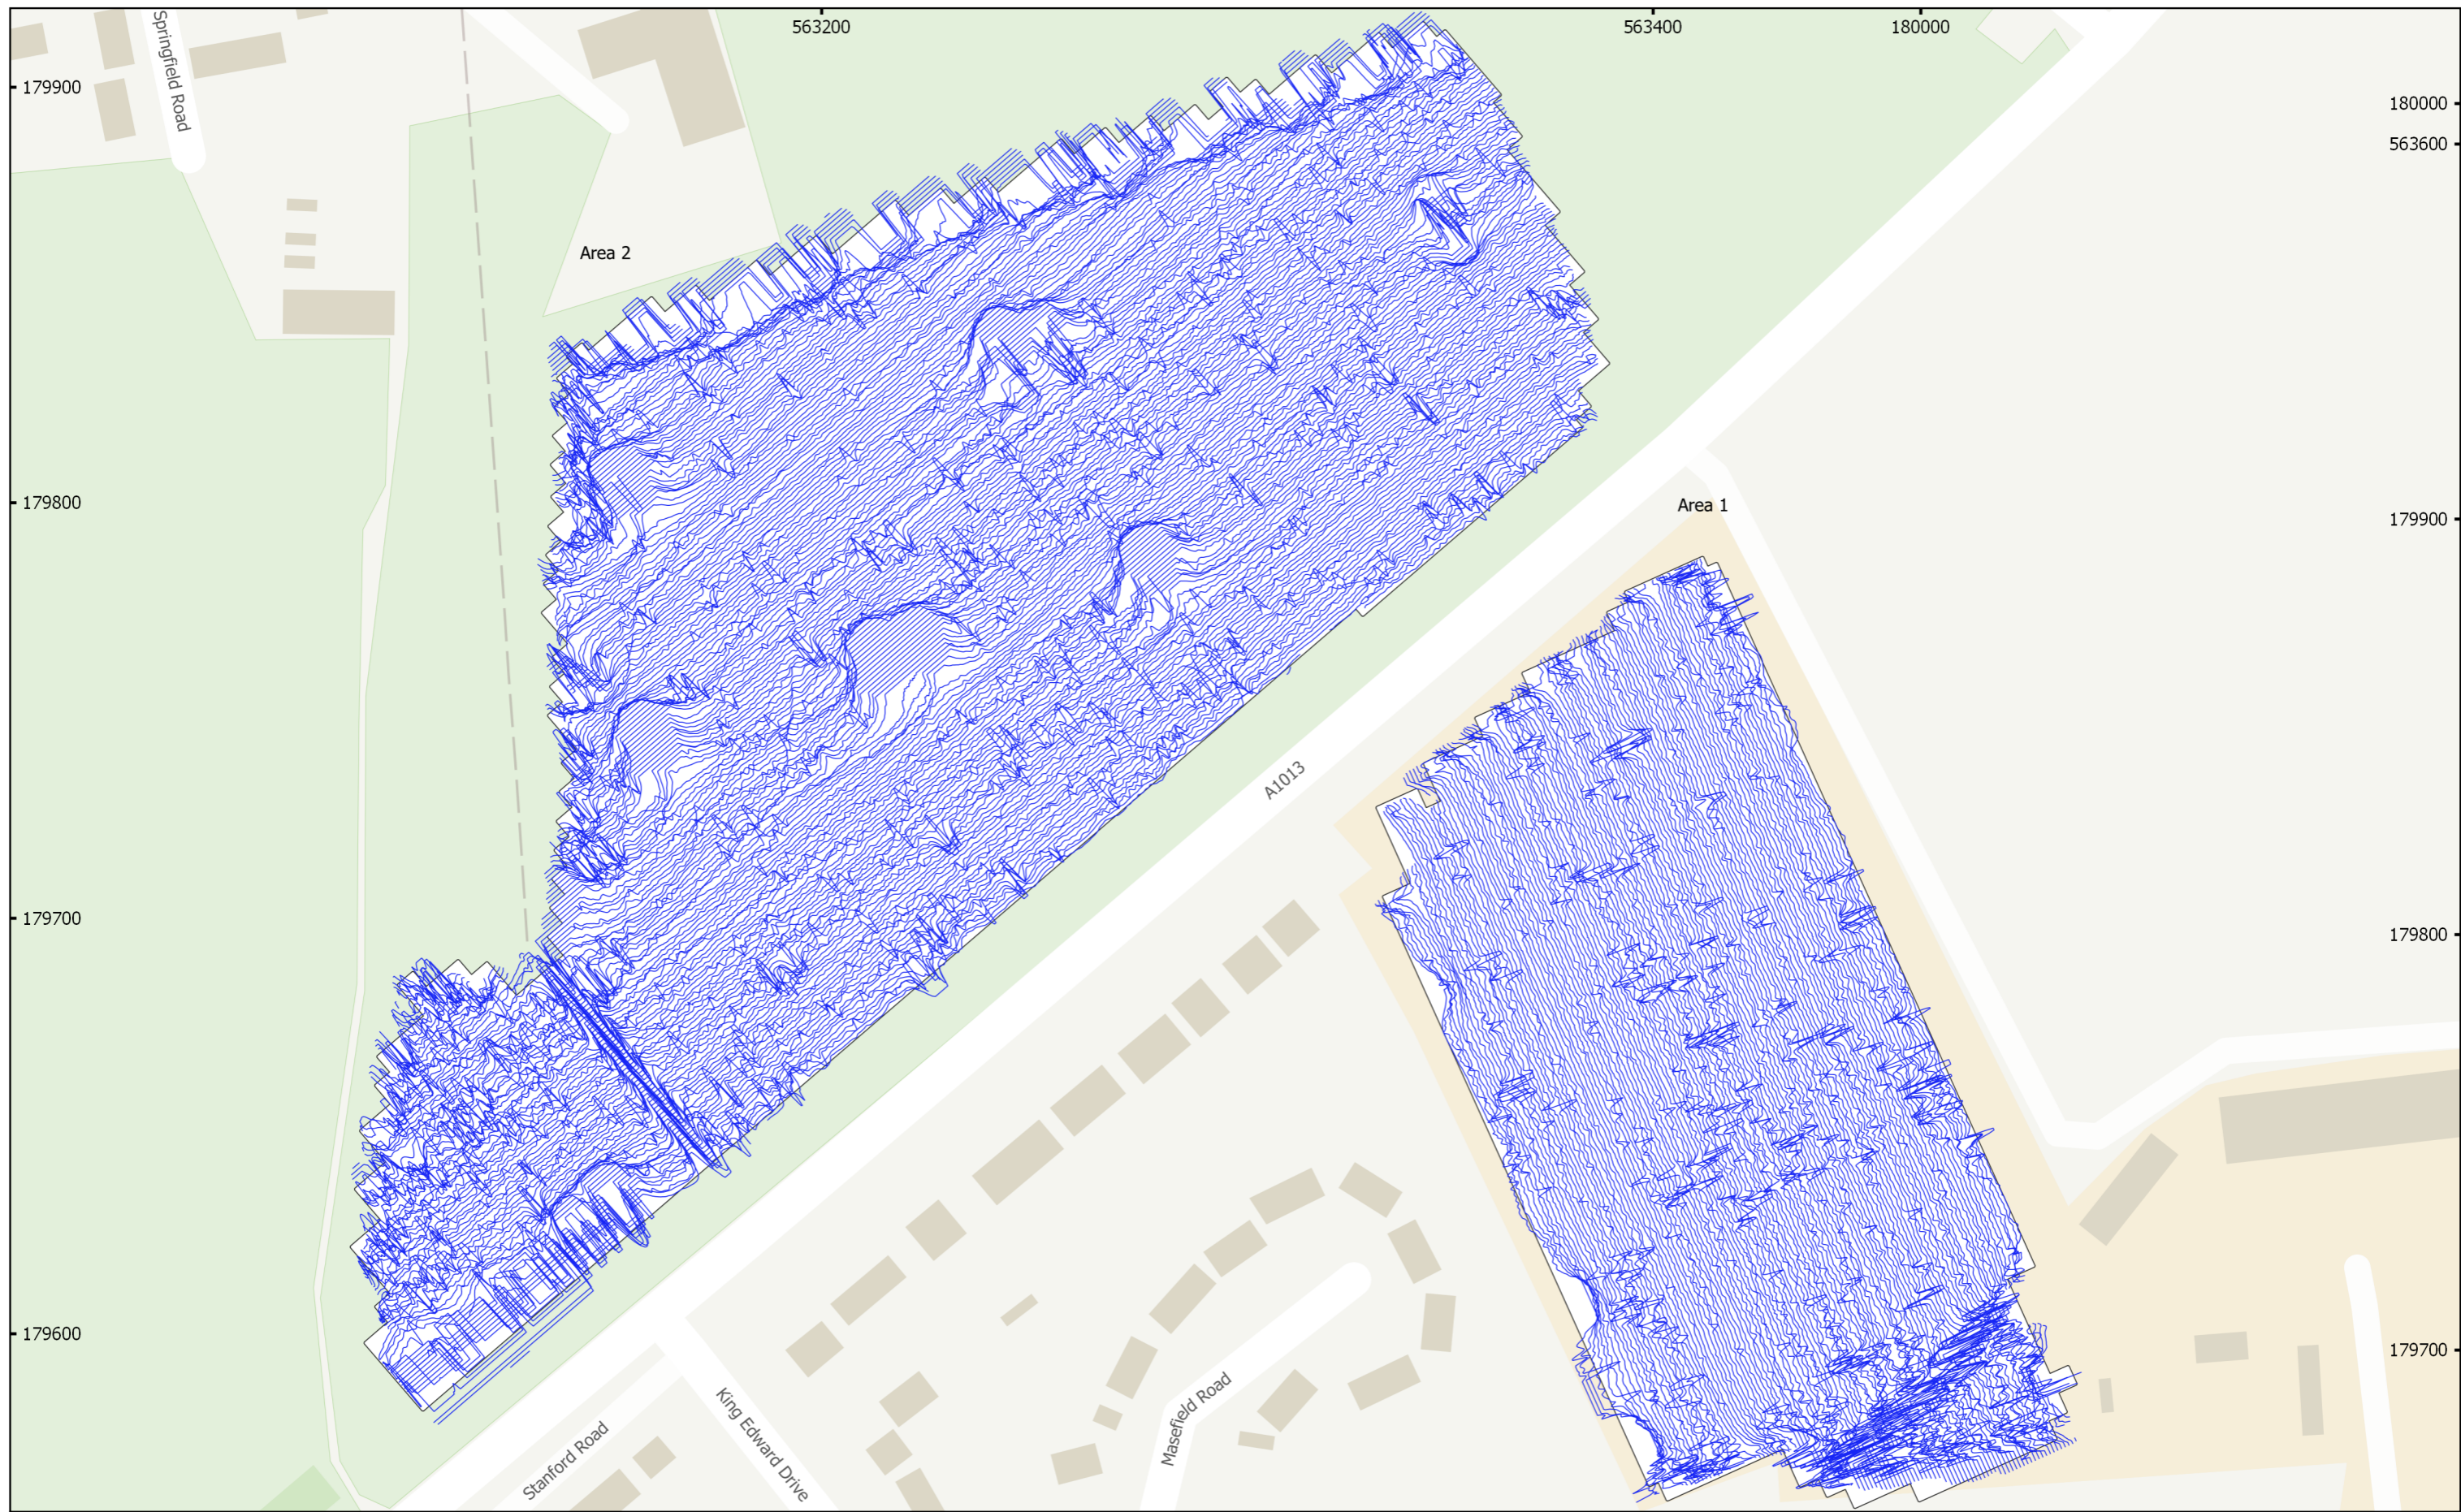 563200
563400
180000
Springfield Road
179900
180000
563600
Area 2
179800
Area 1
179900
A1013
179700
179800
179600
179700
Masefield Road
King Edward Drive
Stanford Road